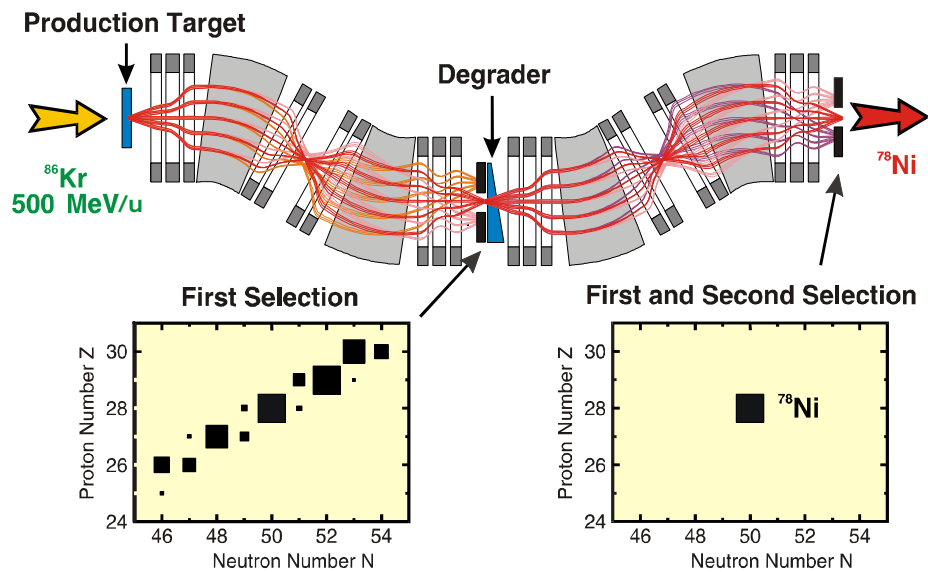 Production Target
Degrader
⁸⁶Kr
500 MeV/u
⁷⁸Ni
First Selection
First and Second Selection
Proton Number Z
30
28
26
24
46 48 50 52 54
Neutron Number N
Proton Number Z
30
28
26
24
⁷⁸Ni
46 48 50 52 54
Neutron Number N